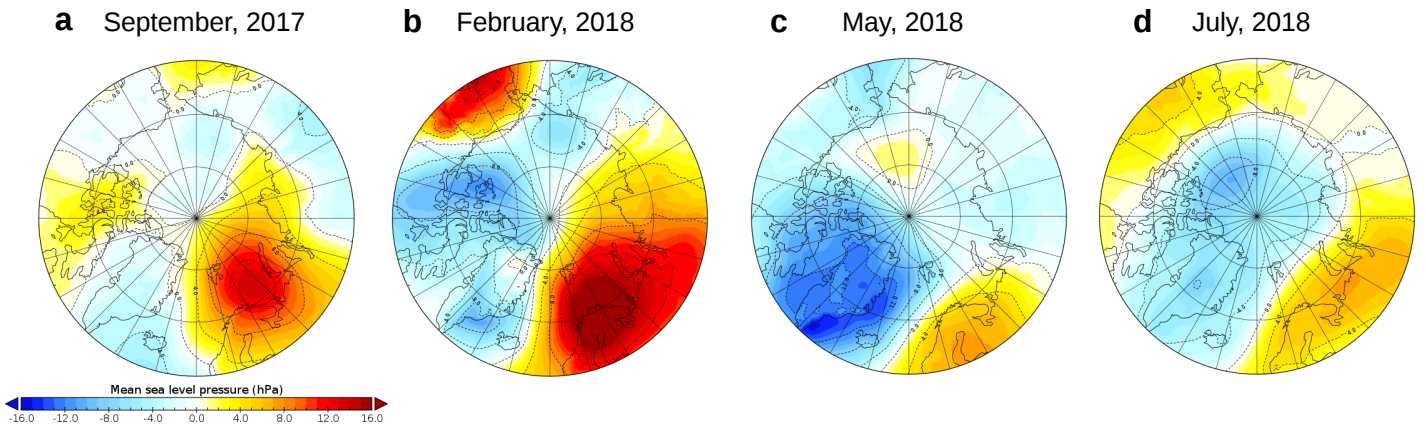 a September, 2017
b February, 2018
c May, 2018
d July, 2018
Mean sea level pressure (hPa)
-16.0 -12.0 -8.0 -4.0 0.0 4.0 8.0 12.0 16.0